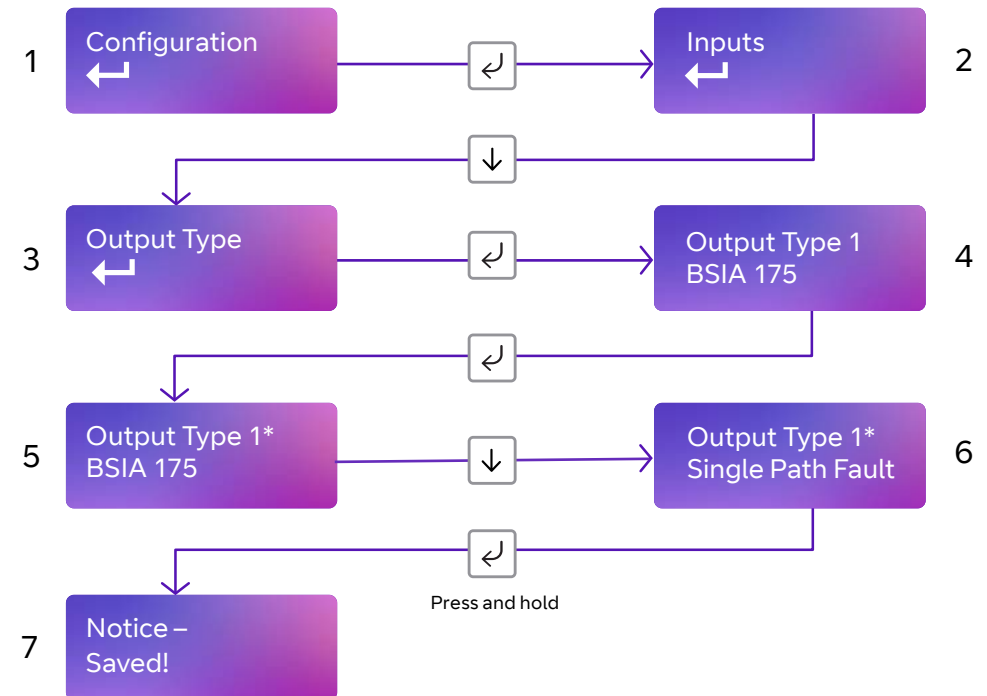 1
Configuration
Inputs
2
3
Output Type
Output Type 1
BSIA 175
4
5
Output Type 1*
BSIA 175
Output Type 1*
Single Path Fault
6
Press and hold
7
Notice –
Saved!